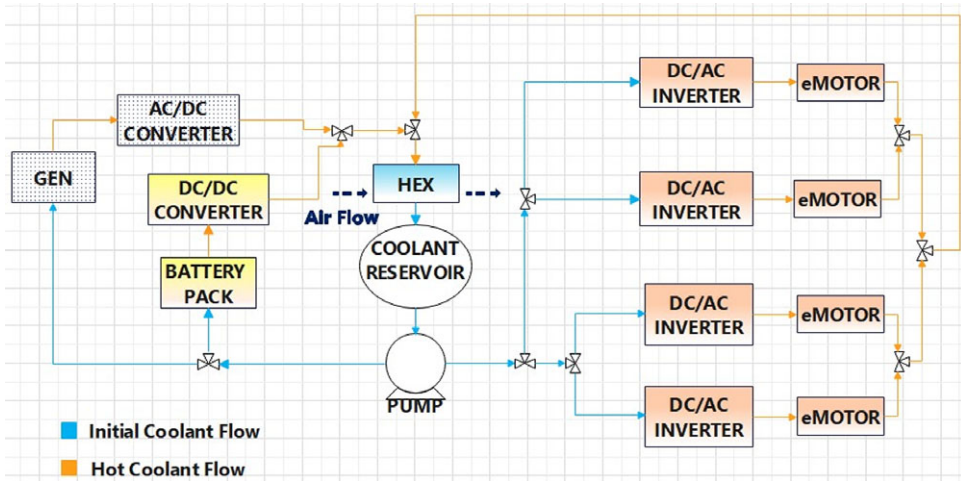 DC/AC
INVERTER
eMOTOR
AC/DC
CONVERTER
GEN
DC/DC
CONVERTER
HEX
Air Flow
DC/AC
INVERTER
eMOTOR
COOLANT
RESERVOIR
BATTERY
PACK
DC/AC
INVERTER
eMOTOR
PUMP
DC/AC
INVERTER
eMOTOR
Initial Coolant Flow
Hot Coolant Flow